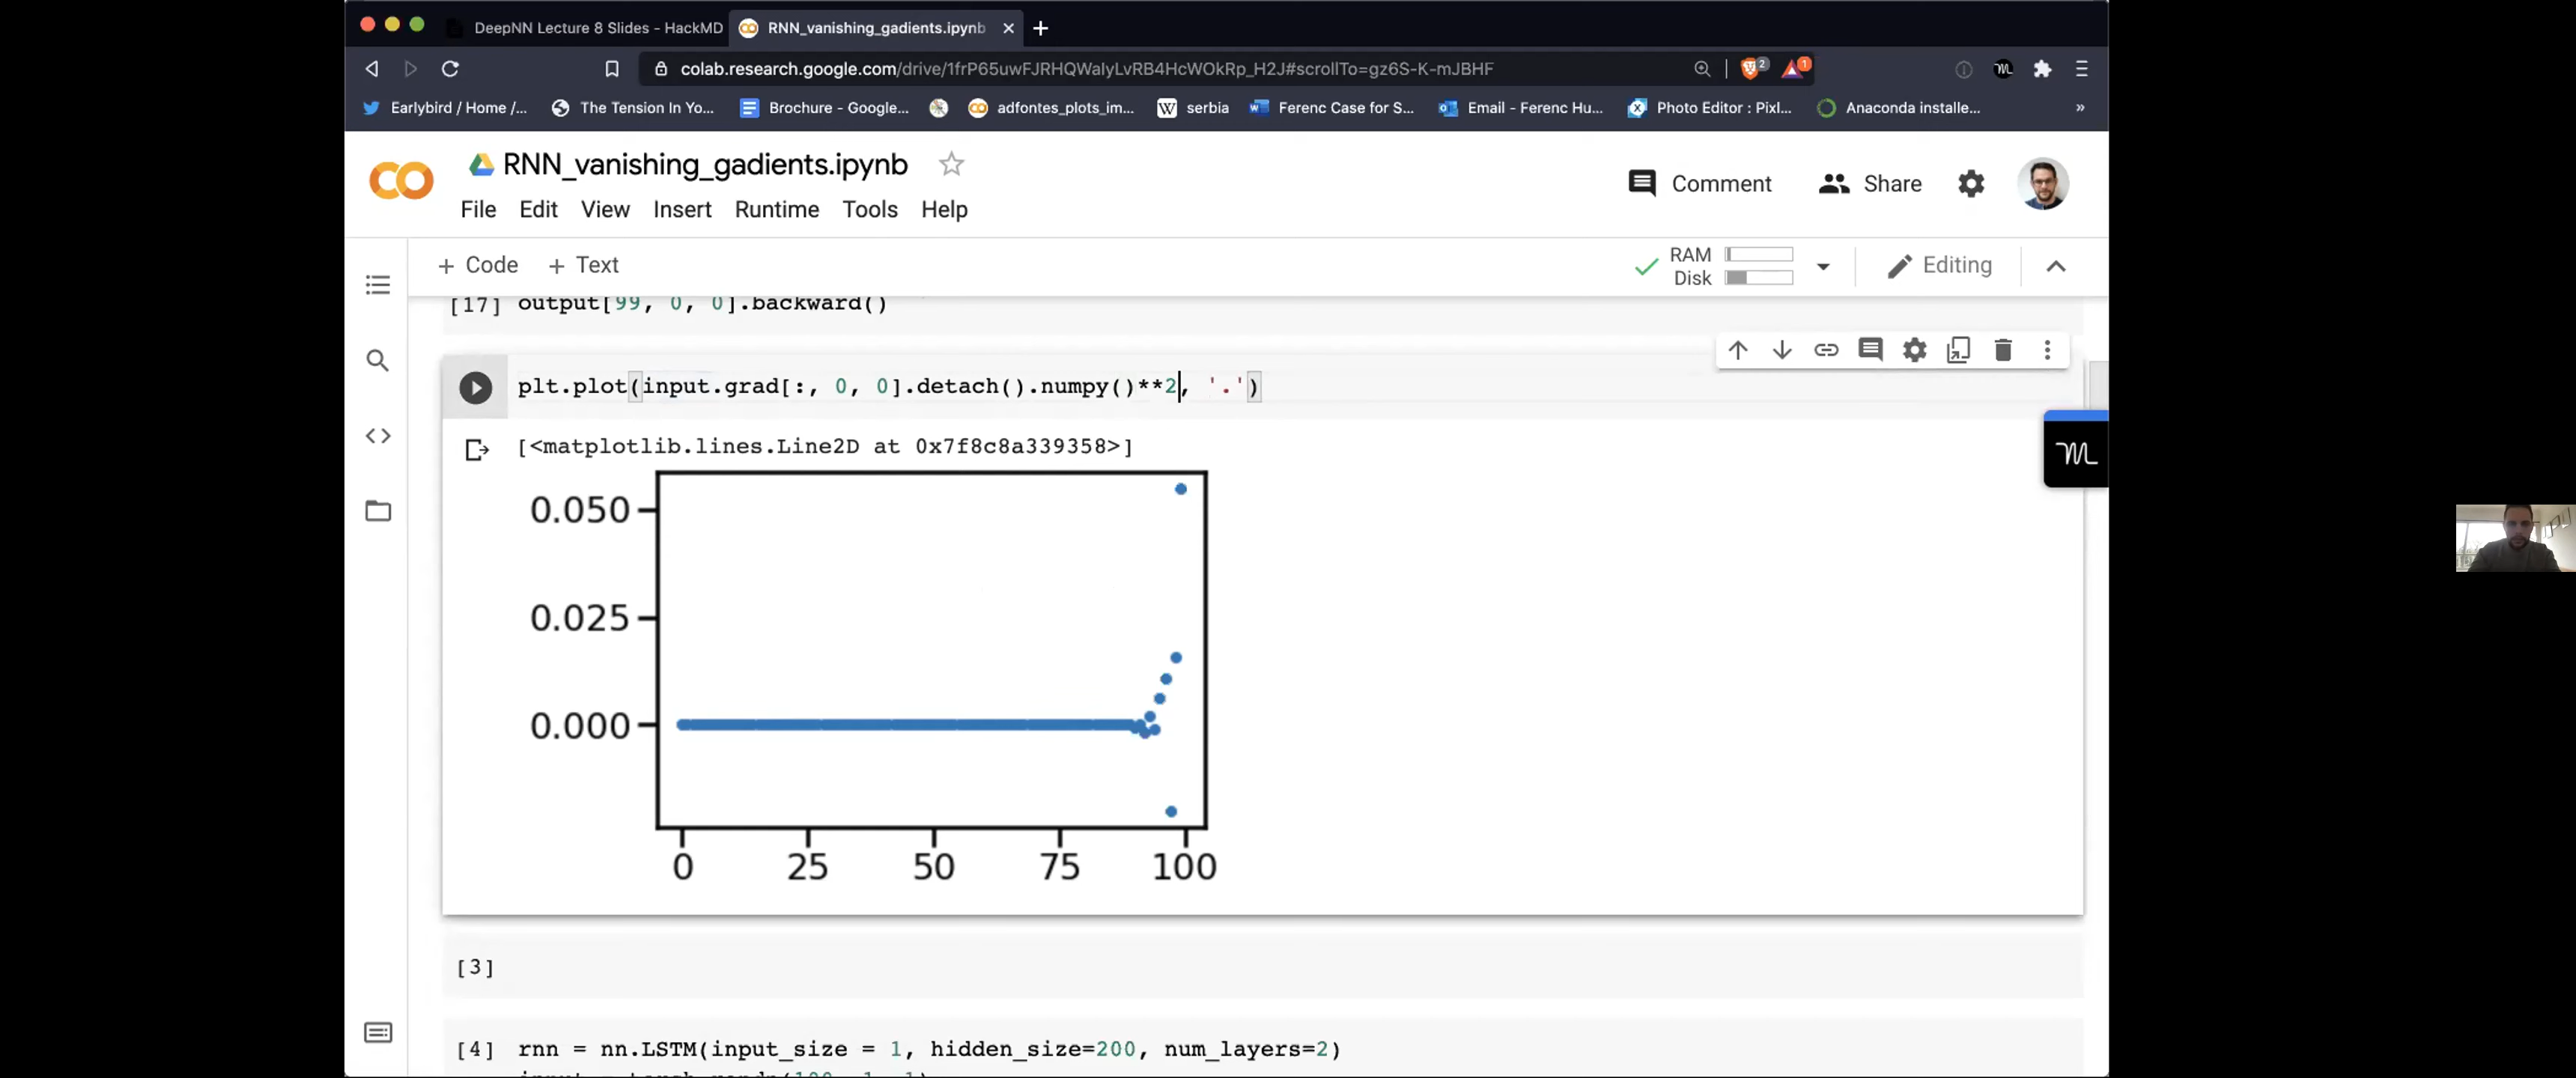 DeepNN Lecture 8 Slides - HackMD
RNN_vanishing_gadients.ipynb
colab.research.google.com/drive/1frP65uwFJRHQWaIyLvRB4HcWOkRp_H2J#scrollTo=gz6S-K-mJBHF
2
1
Earlybird / Home /...
The Tension In Yo...
Brochure - Google...
adfontes_plots_im...
W serbia
Ferenc Case for S...
Email - Ferenc Hu...
Photo Editor : Pixl...
Anaconda installe...
»
RNN_vanishing_gadients.ipynb
Comment
Share
File Edit View Insert Runtime Tools Help
+ Code + Text
RAM
Disk
Editing
[17] output[99, 0, 0].backward()
plt.plot(input.grad[:, 0, 0].detach().numpy()**2, '.')
[<matplotlib.lines.Line2D at 0x7f8c8a339358>]
0.050
0.025
0.000
0 25 50 75 100
[3]
[4] rnn = nn.LSTM(input_size = 1, hidden_size=200, num_layers=2)